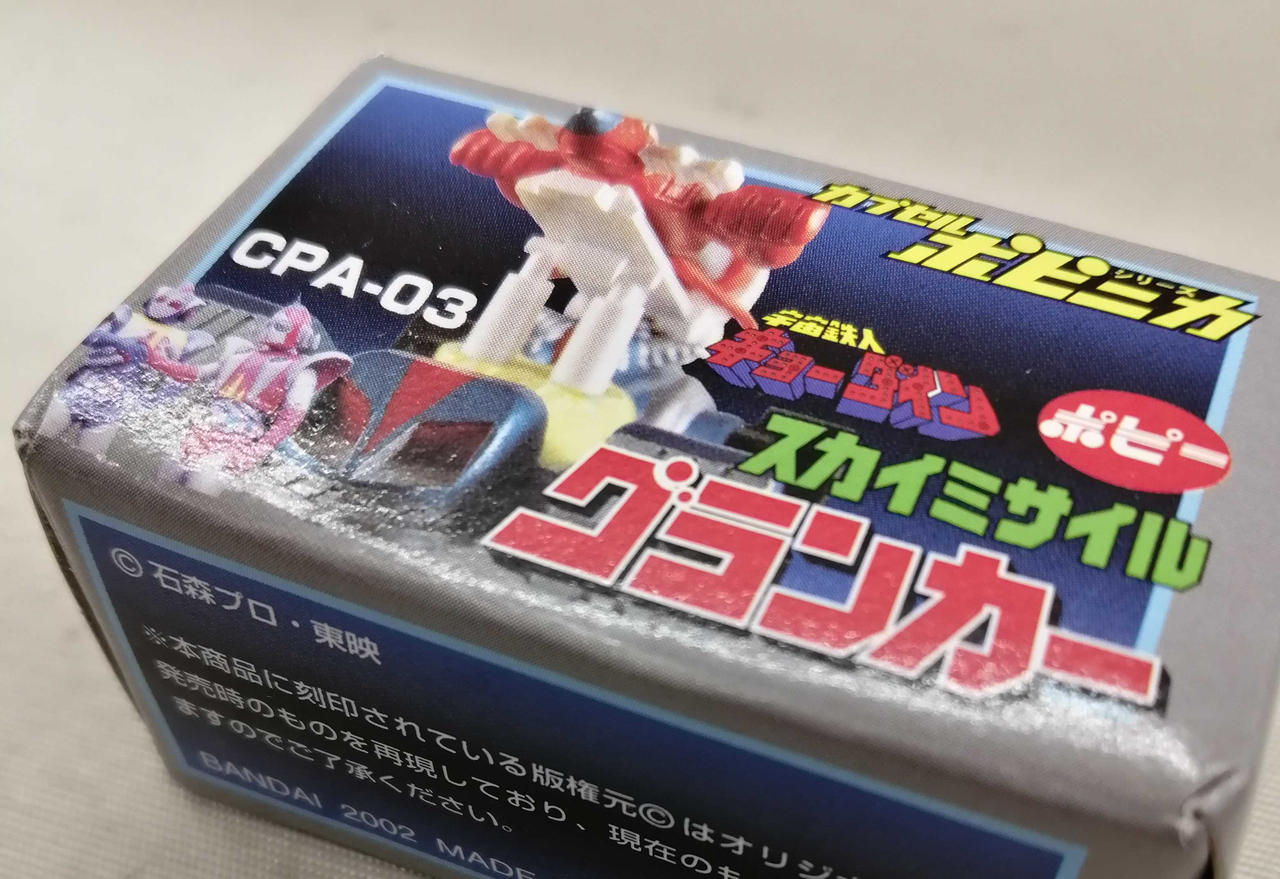 カプセル
ポピニカ
シリーズ
CPA-03
宇宙鉄人
キョーダイン
ポピー
スカイミサイル
グランカー
© 石森プロ・東映
※本商品に刻印されている版権元©はオリジ
発売時のものを再現しており、現在のも
ますのでご了承ください。
BANDAI 2002 MADE